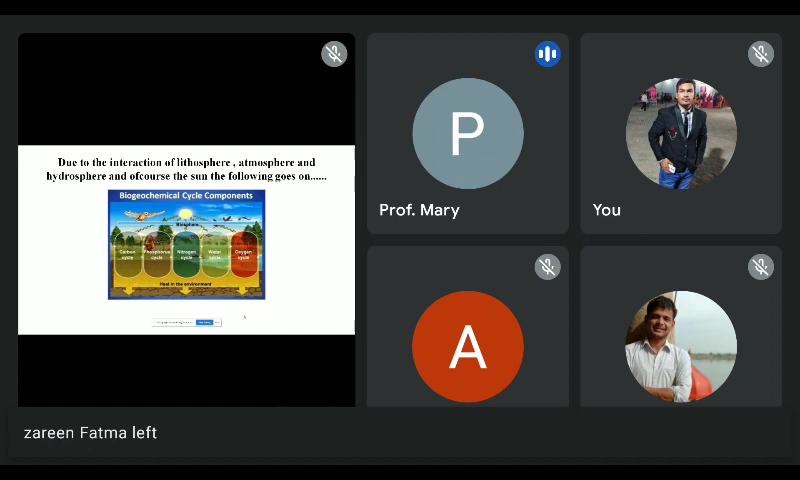 Due to the interaction of lithosphere , atmosphere and
hydrosphere and ofcourse the sun the following goes on......
Biogeochemical Cycle Components
Biosphere
Carbon cycle
Phosphorus cycle
Nitrogen cycle
Water cycle
Oxygen cycle
Heat in the environment
P
Prof. Mary
You
A
zareen Fatma left